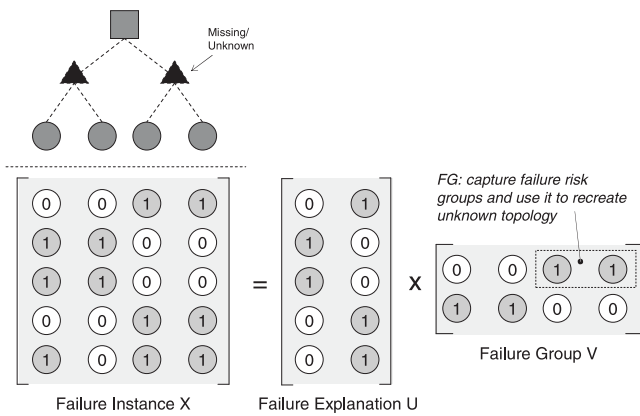 Missing/
Unknown
0 0 1 1
1 1 0 0
1 1 0 0
0 0 1 1
1 0 1 1
Failure Instance X
=
0 1
1 0
1 0
0 1
0 1
Failure Explanation U
x
FG: capture failure risk
groups and use it to recreate
unknown topology
0 0 1 1
1 1 0 0
Failure Group V